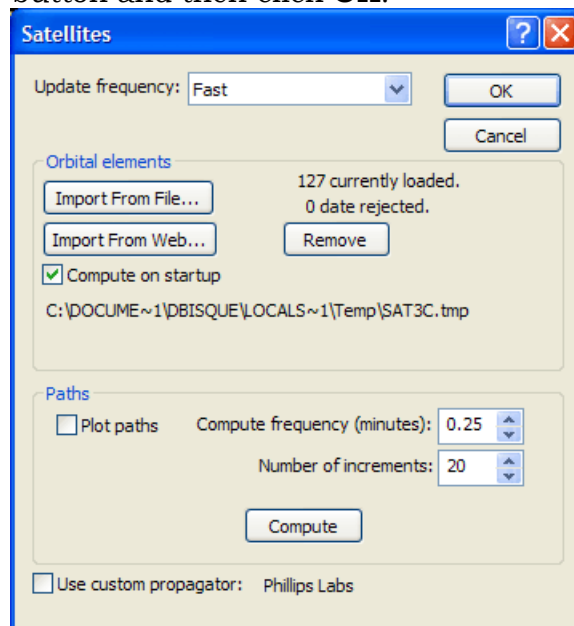 button and then click OK.
Satellites
Update frequency: Fast
OK
Cancel
Orbital elements
Import From File...
127 currently loaded.
0 date rejected.
Import From Web...
Remove
Compute on startup
C:\DOCUME~1\DBISQUE\LOCALS~1\Temp\SAT3C.tmp
Paths
Plot paths
Compute frequency (minutes): 0.25
Number of increments: 20
Compute
Use custom propagator: Phillips Labs